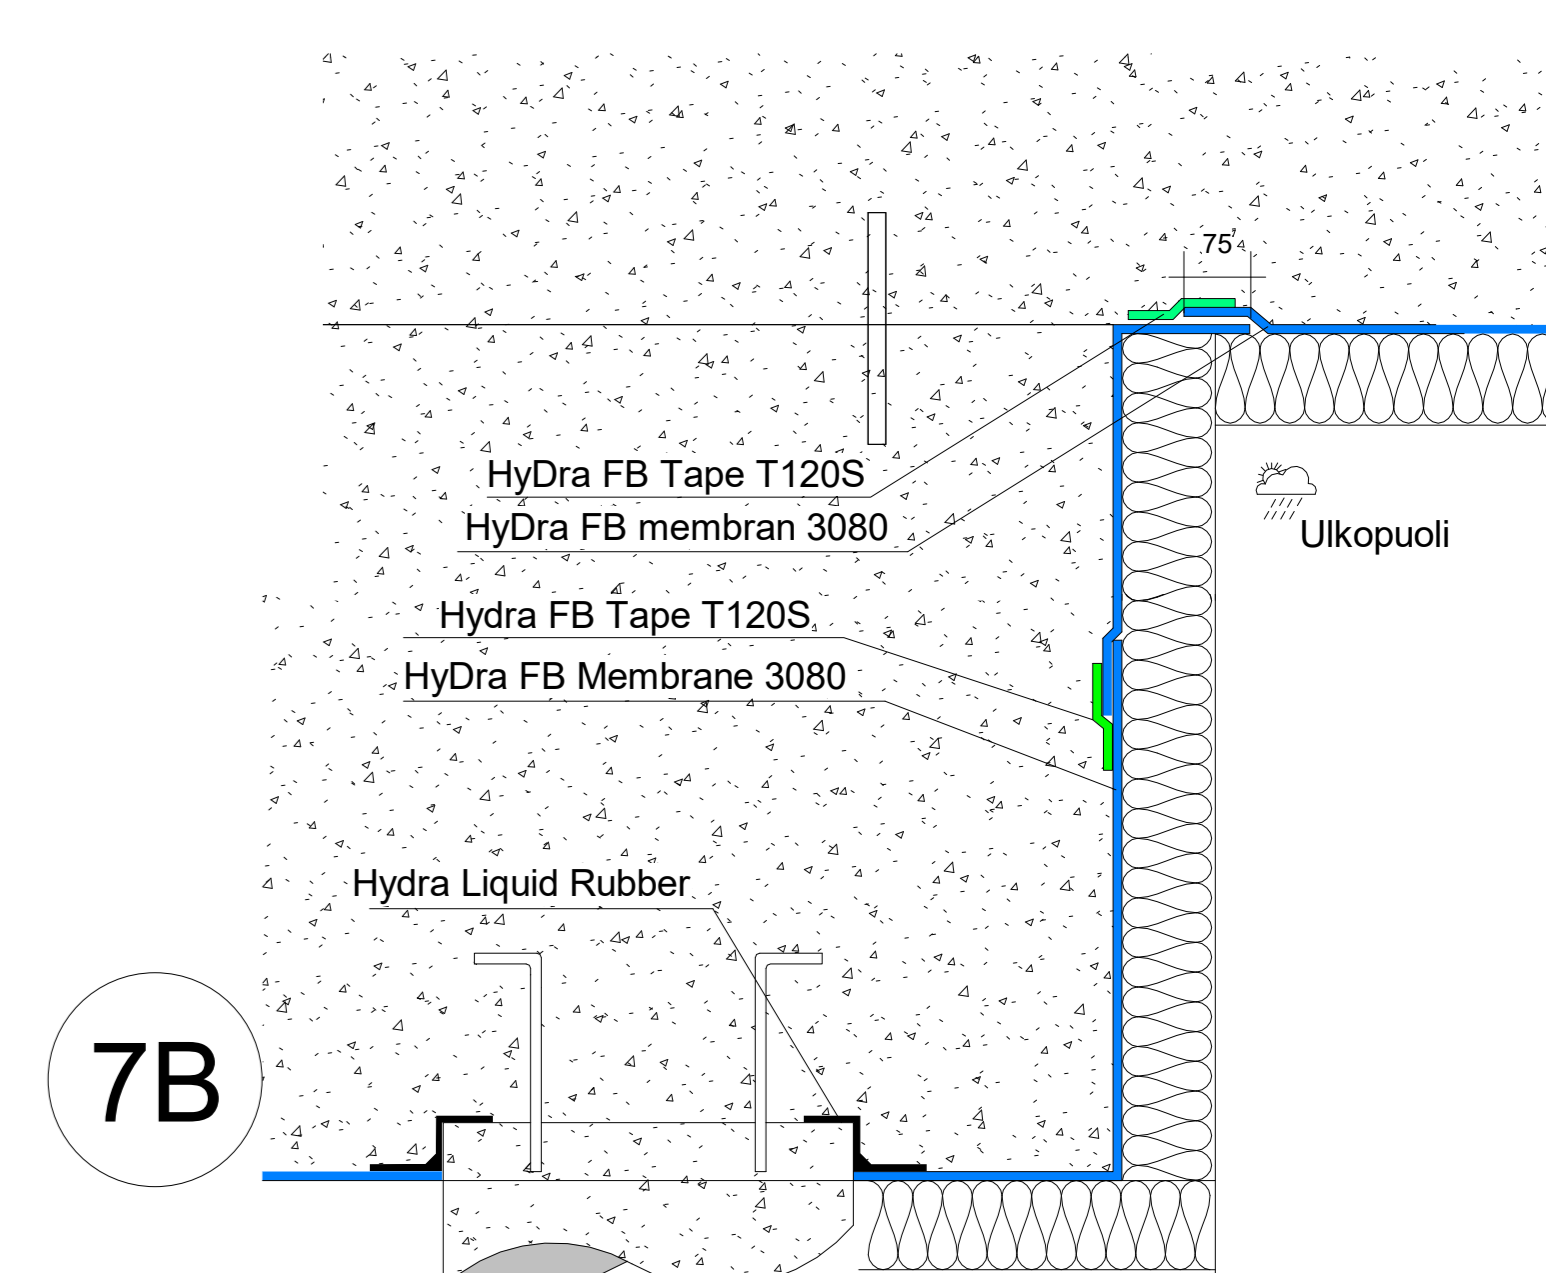 75
HyDra FB Tape T120S
HyDra FB membran 3080
Ulkopuoli
Hydra FB Tape T120S
HyDra FB Membrane 3080
Hydra Liquid Rubber
7B